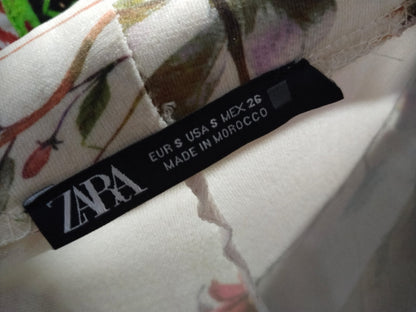 ZARA
EUR S USA S MEX 26
MADE IN MOROCCO